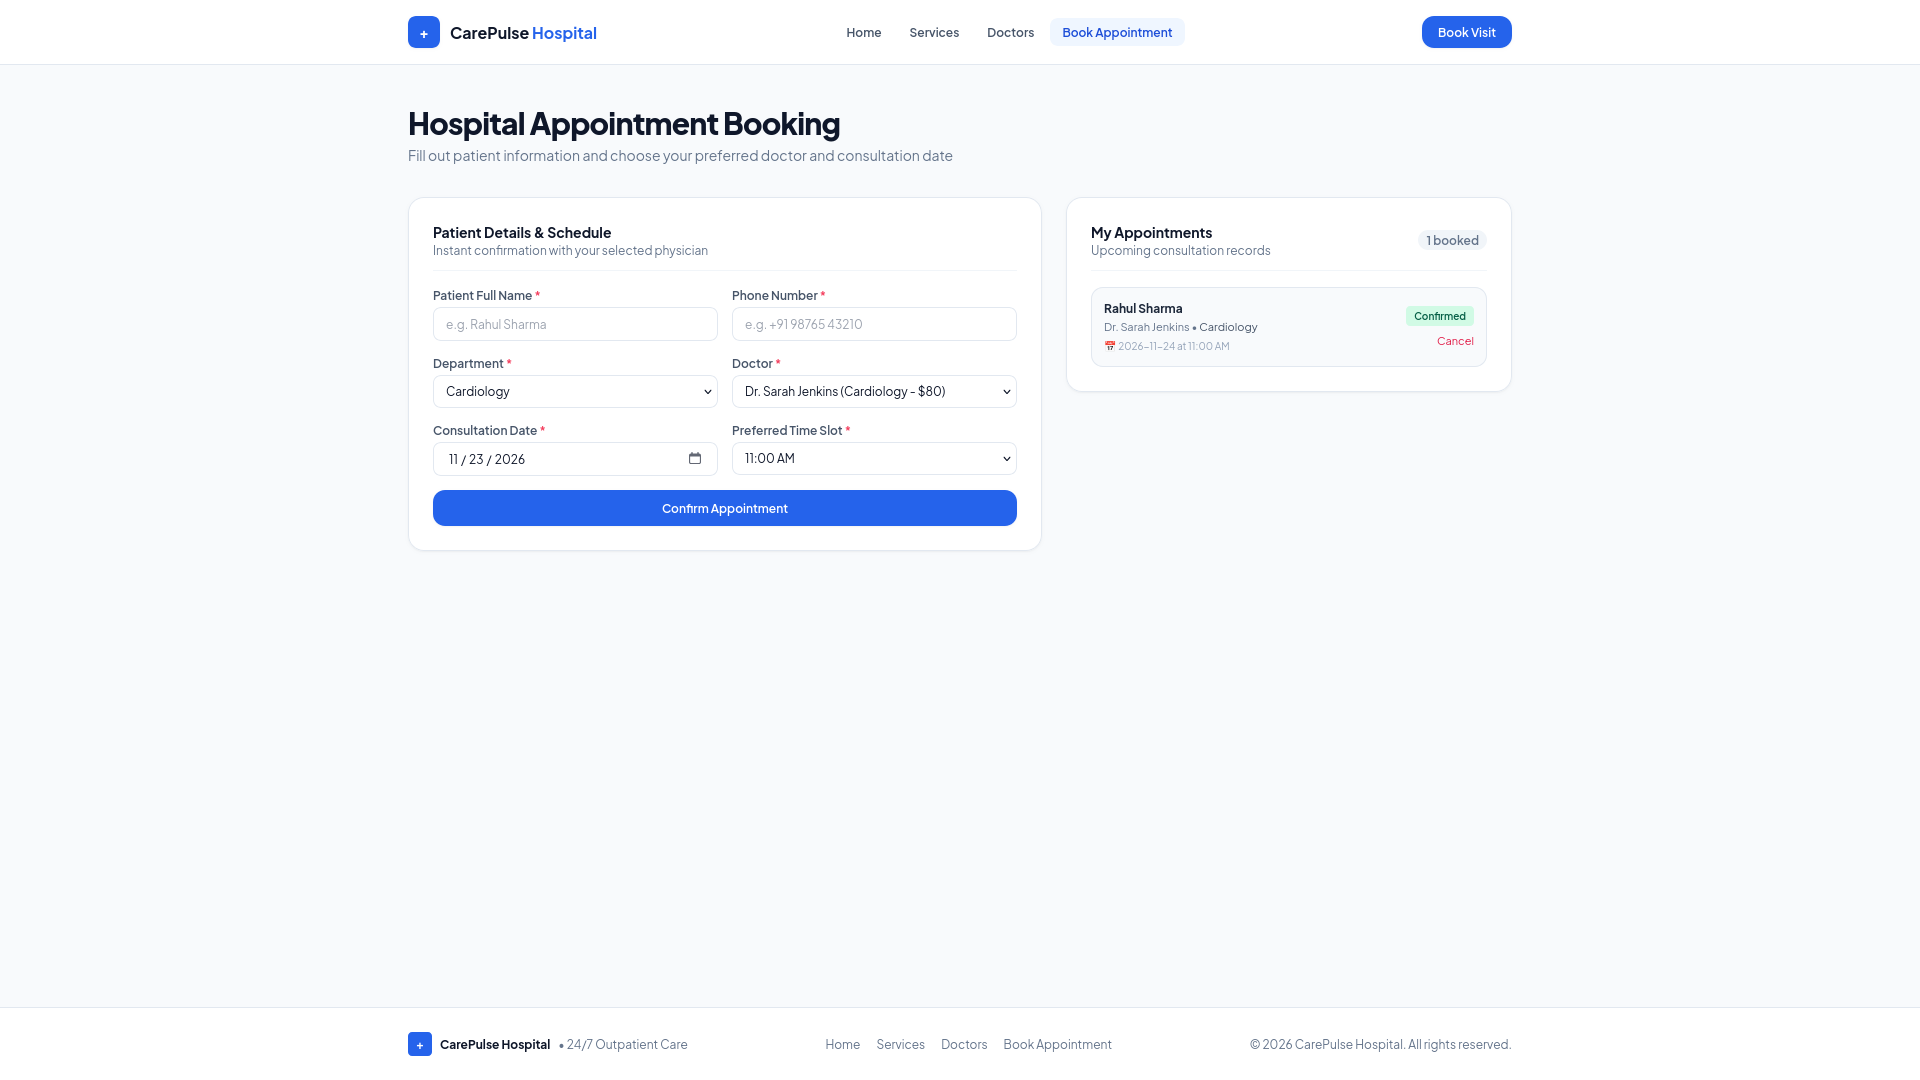 + CarePulse Hospital
Home Services Doctors Book Appointment
Book Visit
Hospital Appointment Booking
Fill out patient information and choose your preferred doctor and consultation date
Patient Details & Schedule
Instant confirmation with your selected physician
Patient Full Name *
Phone Number *
e.g. Rahul Sharma
e.g. +91 98765 43210
Department *
Doctor *
Cardiology
Dr. Sarah Jenkins (Cardiology - $80)
Consultation Date *
Preferred Time Slot *
11 / 23 / 2026
11:00 AM
Confirm Appointment
My Appointments
Upcoming consultation records
1 booked
Rahul Sharma
Dr. Sarah Jenkins • Cardiology
📅 2026-11-24 at 11:00 AM
Confirmed
Cancel
+ CarePulse Hospital • 24/7 Outpatient Care
Home Services Doctors Book Appointment
© 2026 CarePulse Hospital. All rights reserved.